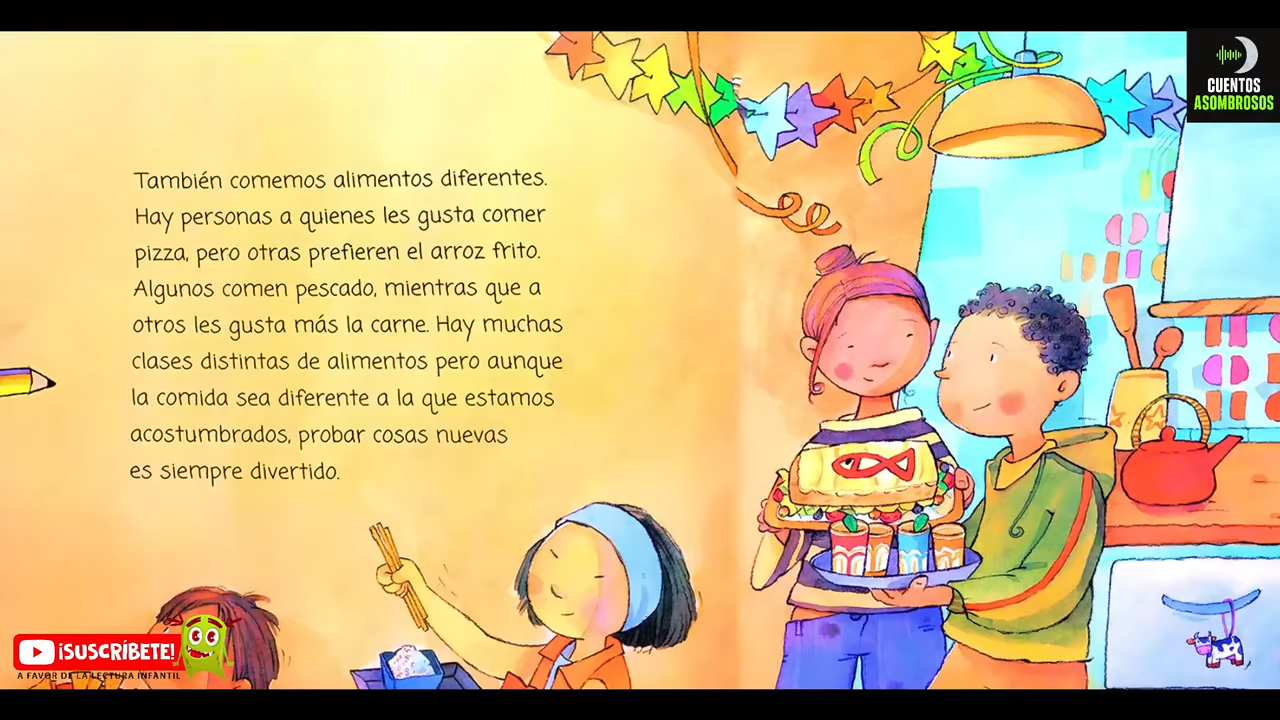 También comemos alimentos diferentes.
Hay personas a quienes les gusta comer
pizza, pero otras prefieren el arroz frito.
Algunos comen pescado, mientras que a
otros les gusta más la carne. Hay muchas
clases distintas de alimentos pero aunque
la comida sea diferente a la que estamos
acostumbrados, probar cosas nuevas
es siempre divertido.
CUENTOS
ASOMBROSOS
¡SUSCRÍBETE!
A FAVOR DE LA LECTURA INFANTIL